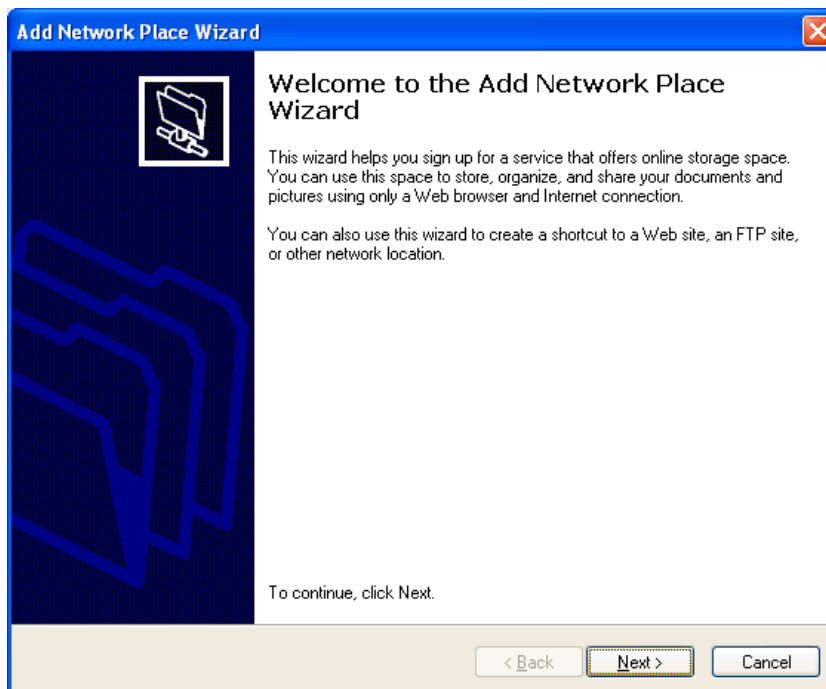 Add Network Place Wizard
Welcome to the Add Network Place
Wizard
This wizard helps you sign up for a service that offers online storage space.
You can use this space to store, organize, and share your documents and
pictures using only a Web browser and Internet connection.
You can also use this wizard to create a shortcut to a Web site, an FTP site,
or other network location.
To continue, click Next.
< Back
Next >
Cancel